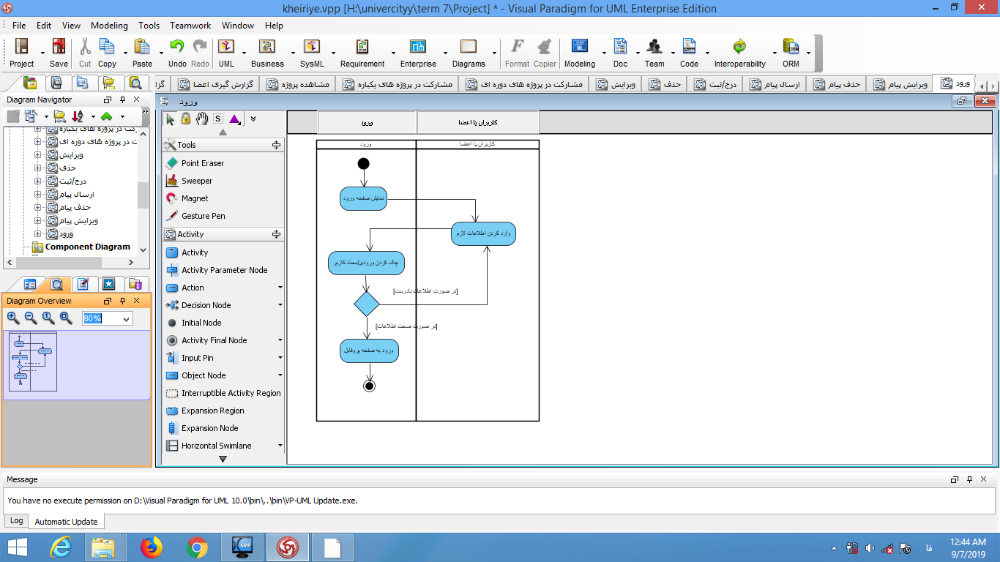 kheiriye.vpp [H:\univercityy\term 7\Project] * - Visual Paradigm for UML Enterprise Edition
File Edit View Modeling Tools Teamwork Window Help
Project Save Cut Copy Paste Undo Redo UML Business SysML Requirement Enterprise Diagrams Format Copier Modeling Doc Team Code Interoperability ORM
گزارش گیری اعضا مشاهده پروژه مشارکت در پروژه های یکباره مشارکت در پروژه های دوره ای ویرایش حذف درج/ثبت ارسال پیام حذف پیام ویرایش پیام ورود
Diagram Navigator
رکت در پروژه های یکباره
ت در پروژه های دوره ای
ویرایش
حذف
درج/ثبت
ارسال پیام
حذف پیام
ویرایش پیام
ورود
Component Diagram
Diagram Overview
80%
ورود
S
Tools
Point Eraser
Sweeper
Magnet
Gesture Pen
Activity
Activity
Activity Parameter Node
Action
Decision Node
Initial Node
Activity Final Node
Input Pin
Object Node
Interruptible Activity Region
Expansion Region
Expansion Node
Horizontal Swimlane
ورود کاربران یا اعضا
ورود کاربران یا اعضا
نمایش صفحه ورود
وارد کردن اطلاعات لازم
چک کردن ورودی/سمت کاربر
[در صورت اطلاعات نادرست]
[در صورت صحت اطلاعات]
ورود به صفحه پروفایل
Message
You have no execute permission on D:\Visual Paradigm for UML 10.0\bin\..\bin\VP-UML Update.exe.
Log Automatic Update
KMP
فا
12:44 AM
9/7/2019